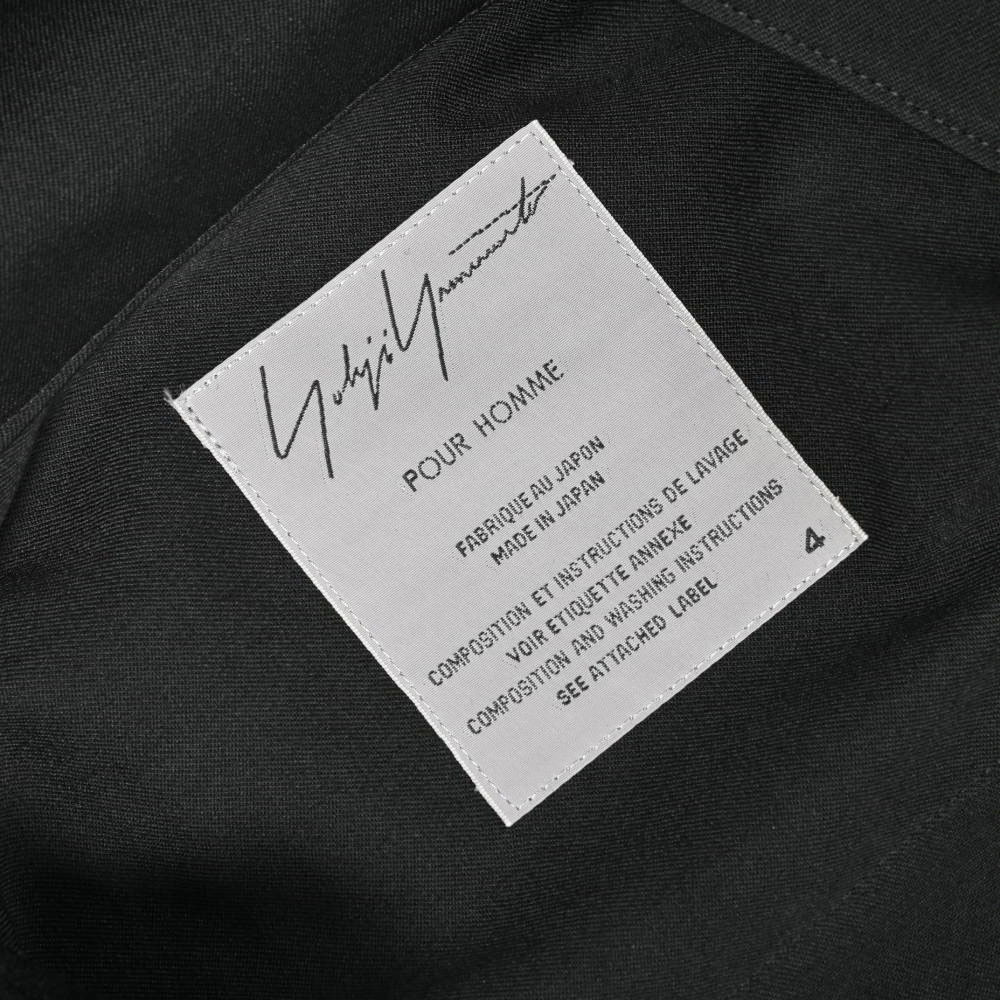 Yohji Yamamoto
POUR HOMME
FABRIQUE AU JAPON
MADE IN JAPAN
COMPOSITION ET INSTRUCTIONS DE LAVAGE
VOIR ETIQUETTE ANNEXE
COMPOSITION AND WASHING INSTRUCTIONS
SEE ATTACHED LABEL
4